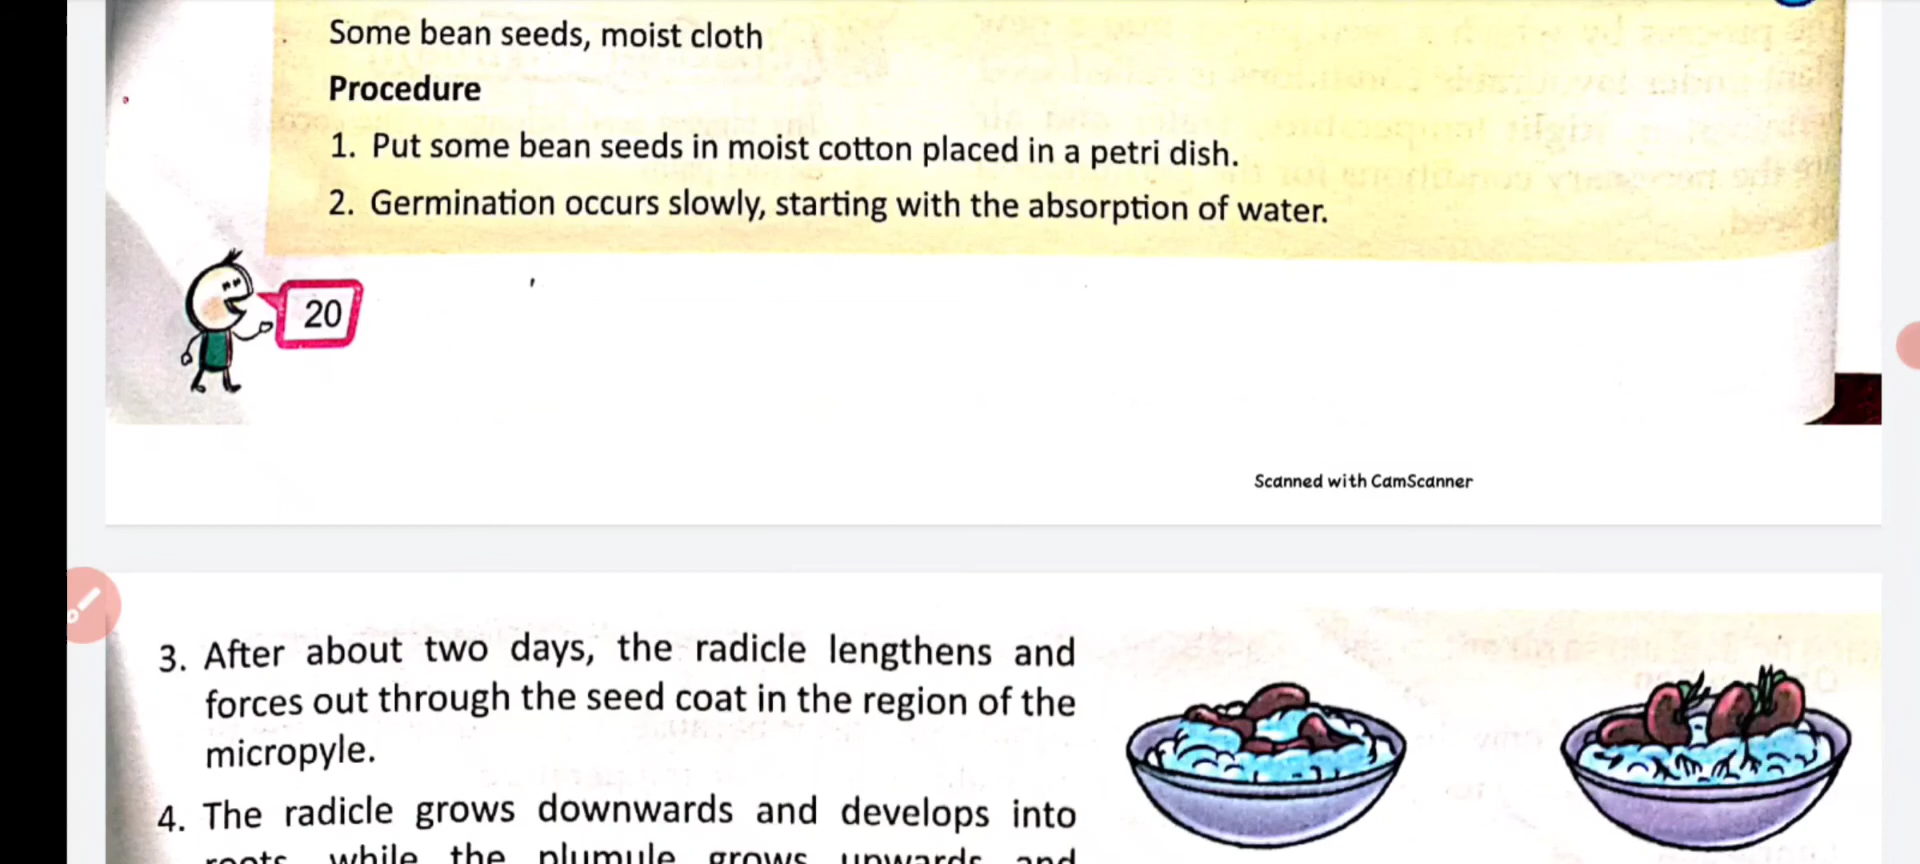 Some bean seeds, moist cloth
Procedure
1. Put some bean seeds in moist cotton placed in a petri dish.
2. Germination occurs slowly, starting with the absorption of water.
20
Scanned with CamScanner
3. After about two days, the radicle lengthens and
forces out through the seed coat in the region of the
micropyle.
4. The radicle grows downwards and develops into
roots, while the plumule grows upwards and